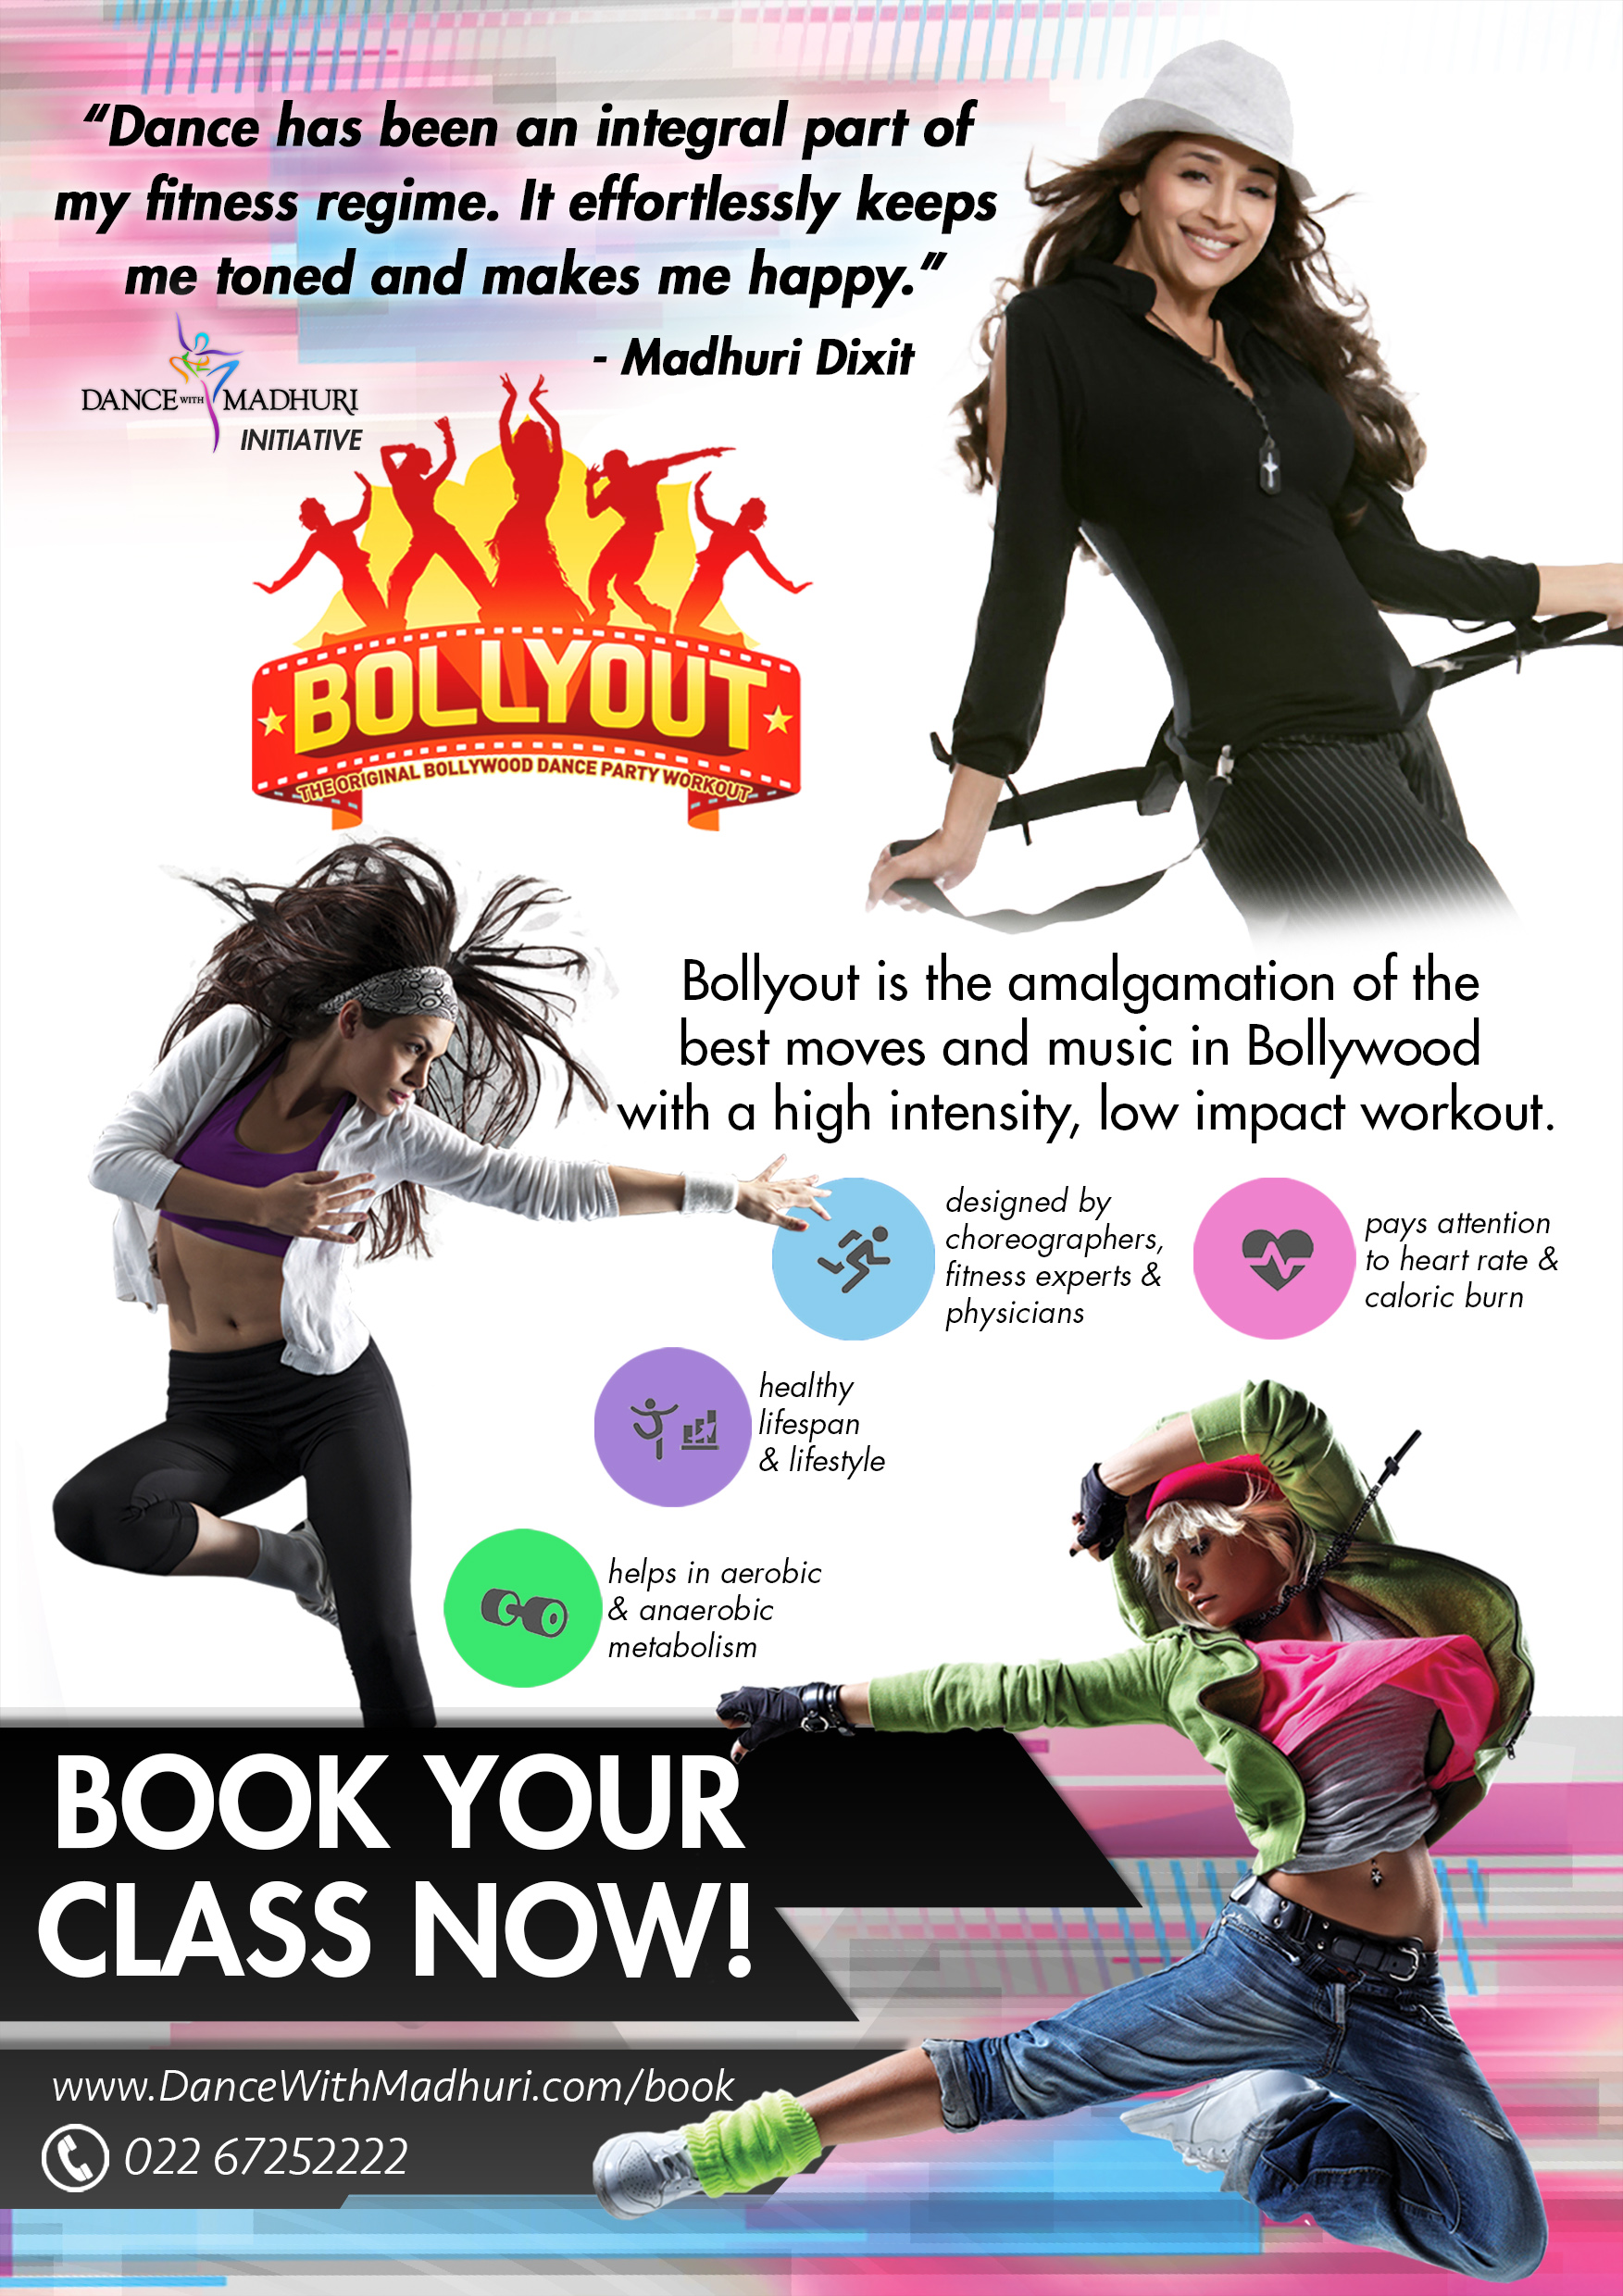 “Dance has been an integral part of
my fitness regime. It effortlessly keeps
me toned and makes me happy.”
- Madhuri Dixit
DANCE WITH MADHURI
INITIATIVE
BOLLYOUT
THE ORIGINAL BOLLYWOOD DANCE PARTY WORKOUT
Bollyout is the amalgamation of the
best moves and music in Bollywood
with a high intensity, low impact workout.
designed by
choreographers,
fitness experts &
physicians
pays attention
to heart rate &
caloric burn
healthy
lifespan
& lifestyle
helps in aerobic
& anaerobic
metabolism
BOOK YOUR
CLASS NOW!
www.DanceWithMadhuri.com/book
022 67252222